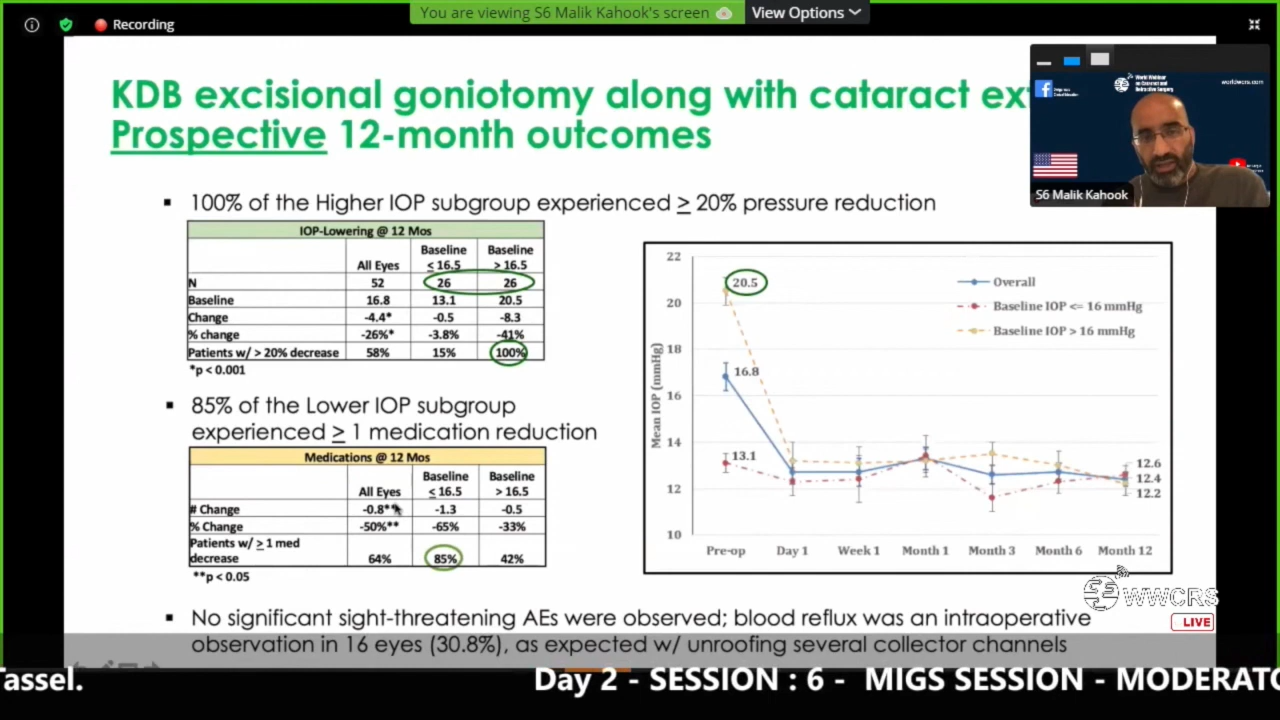 You are viewing S6 Malik Kahook's screen
View Options
Recording
KDB excisional goniotomy along with cataract ex
Prospective 12-month outcomes
World Webinar
on Cataract and
Refractive Surgery
worldwcrs.com
S6 Malik Kahook
▪ 100% of the Higher IOP subgroup experienced ≥ 20% pressure reduction
IOP-Lowering @ 12 Mos
All Eyes Baseline ≤ 16.5 Baseline > 16.5
N 52 26 26
Baseline 16.8 13.1 20.5
Change -4.4* -0.5 -8.3
% change -26%* -3.8% -41%
Patients w/ > 20% decrease 58% 15% 100%
*p < 0.001
▪ 85% of the Lower IOP subgroup
experienced ≥ 1 medication reduction
Medications @ 12 Mos
All Eyes Baseline ≤ 16.5 Baseline > 16.5
# Change -0.8** -1.3 -0.5
% Change -50%** -65% -33%
Patients w/ ≥ 1 med
decrease 64% 85% 42%
**p < 0.05
Mean IOP (mmHg)
22
20
18
16
14
12
10
20.5
16.8
13.1
Overall
Baseline IOP <= 16 mmHg
Baseline IOP > 16 mmHg
12.6
12.4
12.2
Pre-op Day 1 Week 1 Month 1 Month 3 Month 6 Month 12
▪ No significant sight-threatening AEs were observed; blood reflux was an intraoperative
observation in 16 eyes (30.8%), as expected w/ unroofing several collector channels
WWCRS
LIVE
Tassel. Day 2 - SESSION : 6 - MIGS SESSION - MODERATO